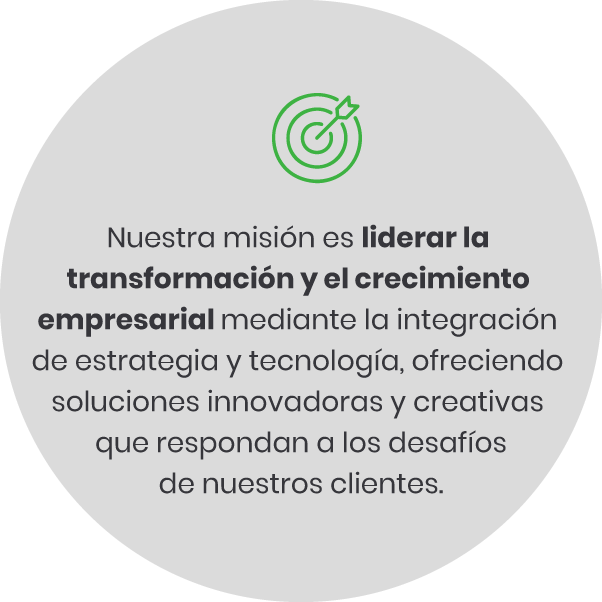 Nuestra misión es liderar la
transformación y el crecimiento
empresarial mediante la integración
de estrategia y tecnología, ofreciendo
soluciones innovadoras y creativas
que respondan a los desafíos
de nuestros clientes.